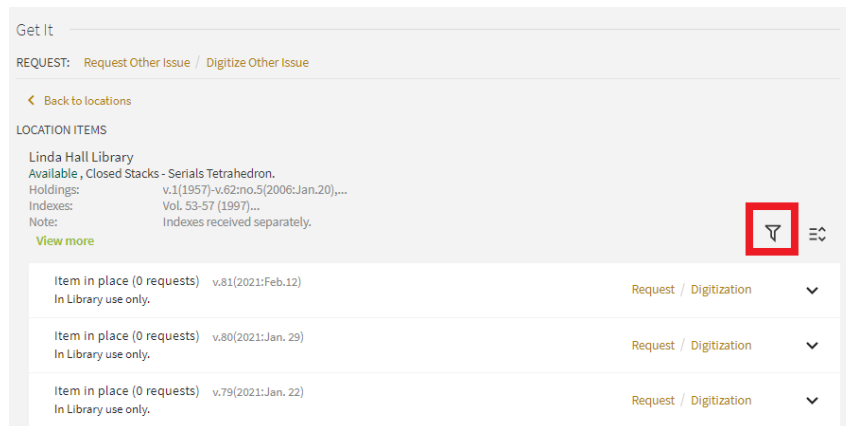 Get It
REQUEST: Request Other Issue / Digitize Other Issue
Back to locations
LOCATION ITEMS
Linda Hall Library
Available , Closed Stacks - Serials Tetrahedron.
Holdings: v.1(1957)-v.62:no.5(2006:Jan.20),...
Indexes: Vol. 53-57 (1997)...
Note: Indexes received separately.
View more
Item in place (0 requests) v.81(2021:Feb.12)
Request / Digitization
In Library use only.
Item in place (0 requests) v.80(2021:Jan. 29)
Request / Digitization
In Library use only.
Item in place (0 requests) v.79(2021:Jan. 22)
Request / Digitization
In Library use only.